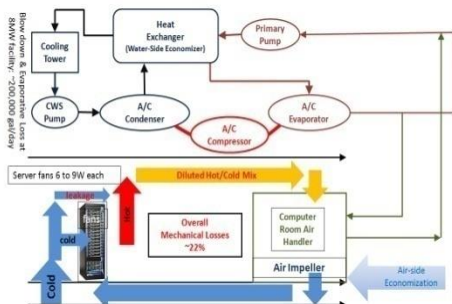 Blow down & Evaporative Loss at
8MW facility: ~200,000 gal/day
Cooling
Tower
CWS
Pump
Heat
Exchanger
(Water-Side Economizer)
A/C
Condenser
A/C
Compressor
Primary
Pump
A/C
Evaporator
Server fans 6 to 9W each
leakage
fans
cold
Cold
Hot
Diluted Hot/Cold Mix
Overall
Mechanical Losses
~22%
Computer
Room Air
Handler
Air Impeller
Air-side
Economization